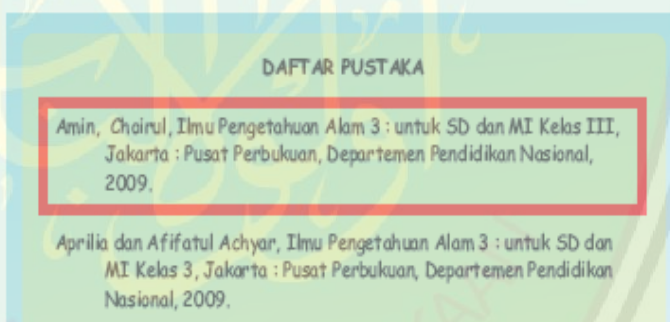 DAFTAR PUSTAKA
Amin, Choirul, Ilmu Pengetahuan Alam 3 : untuk SD dan MI Kelas III,
Jakarta : Pusat Perbukuan, Departemen Pendidikan Nasional,
2009.
Aprilia dan Afifatul Achyar, Ilmu Pengetahuan Alam 3 : untuk SD dan
MI Kelas 3, Jakarta : Pusat Perbukuan, Departemen Pendidikan
Nasional, 2009.